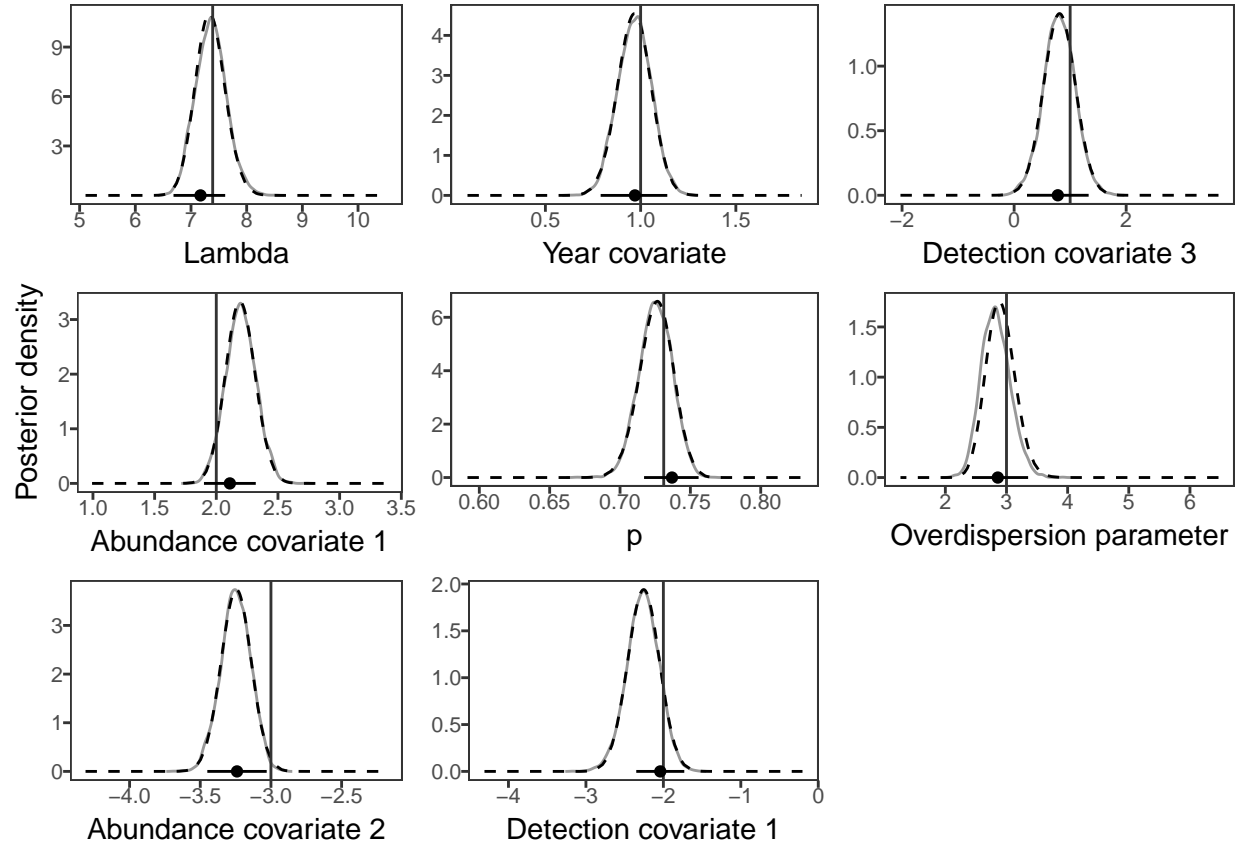 Posterior density
9
6
3
5 6 7 8 9 10
Lambda
4
3
2
1
0
0.5 1.0 1.5
Year covariate
1.0
0.5
0.0
−2 0 2
Detection covariate 3
3
2
1
0
1.0 1.5 2.0 2.5 3.0 3.5
Abundance covariate 1
6
4
2
0
0.60 0.65 0.70 0.75 0.80
p
1.5
1.0
0.5
0.0
2 3 4 5 6
Overdispersion parameter
3
2
1
0
−4.0 −3.5 −3.0 −2.5
Abundance covariate 2
2.0
1.5
1.0
0.5
0.0
−4 −3 −2 −1 0
Detection covariate 1